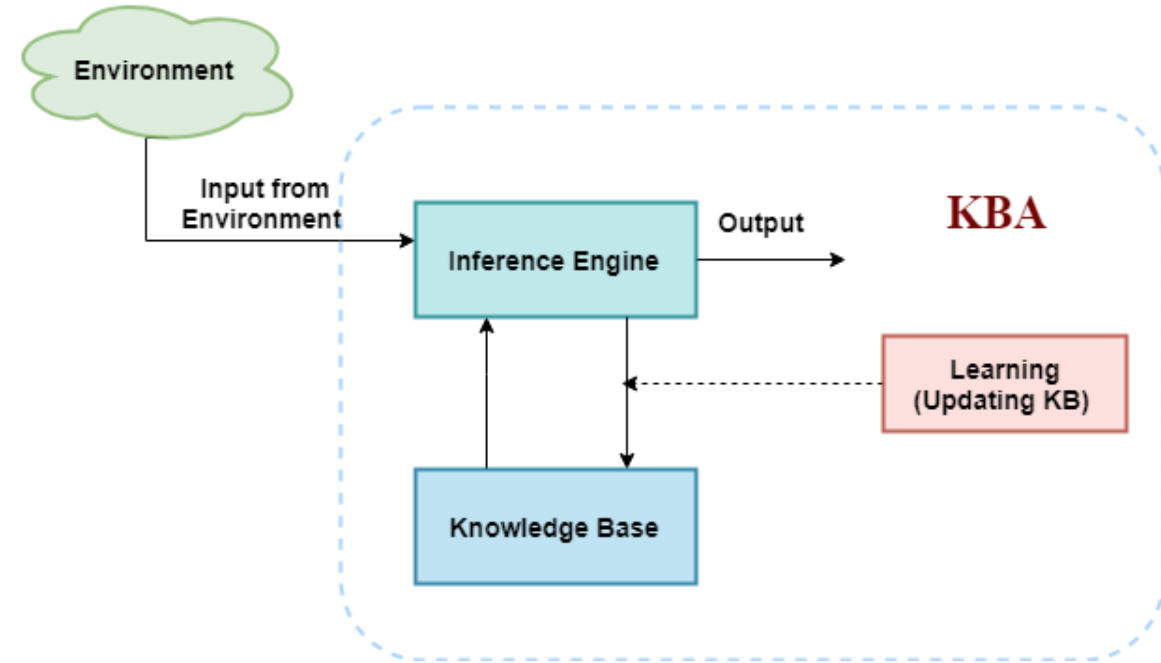 Environment
Input from
Environment
Inference Engine
Output
KBA
Learning
(Updating KB)
Knowledge Base